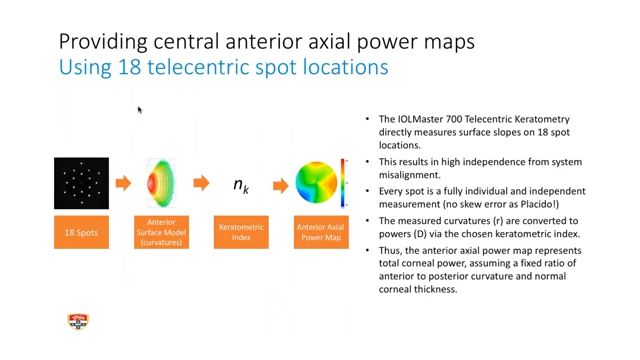 Providing central anterior axial power maps
Using 18 telecentric spot locations
• The IOLMaster 700 Telecentric Keratometry
directly measures surface slopes on 18 spot
locations.
• This results in high independence from system
misalignment.
• Every spot is a fully individual and independent
measurement (no skew error as Placido!)
• The measured curvatures (r) are converted to
powers (D) via the chosen keratometric index.
• Thus, the anterior axial power map represents
total corneal power, assuming a fixed ratio of
anterior to posterior curvature and normal
corneal thickness.
nk
18 Spots
Anterior
Surface Model
(curvatures)
Keratometric
Index
Anterior Axial
Power Map